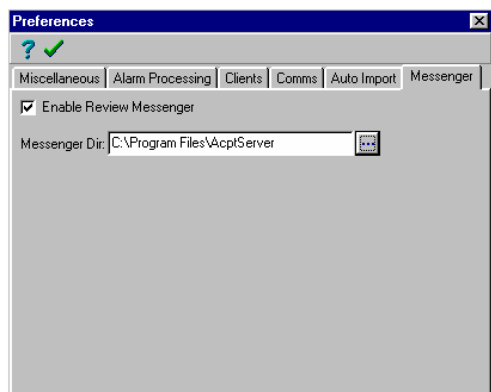 Preferences
?
Miscellaneous Alarm Processing Clients Comms Auto Import Messenger
Enable Review Messenger
Messenger Dir: C:\Program Files\AcptServer ...